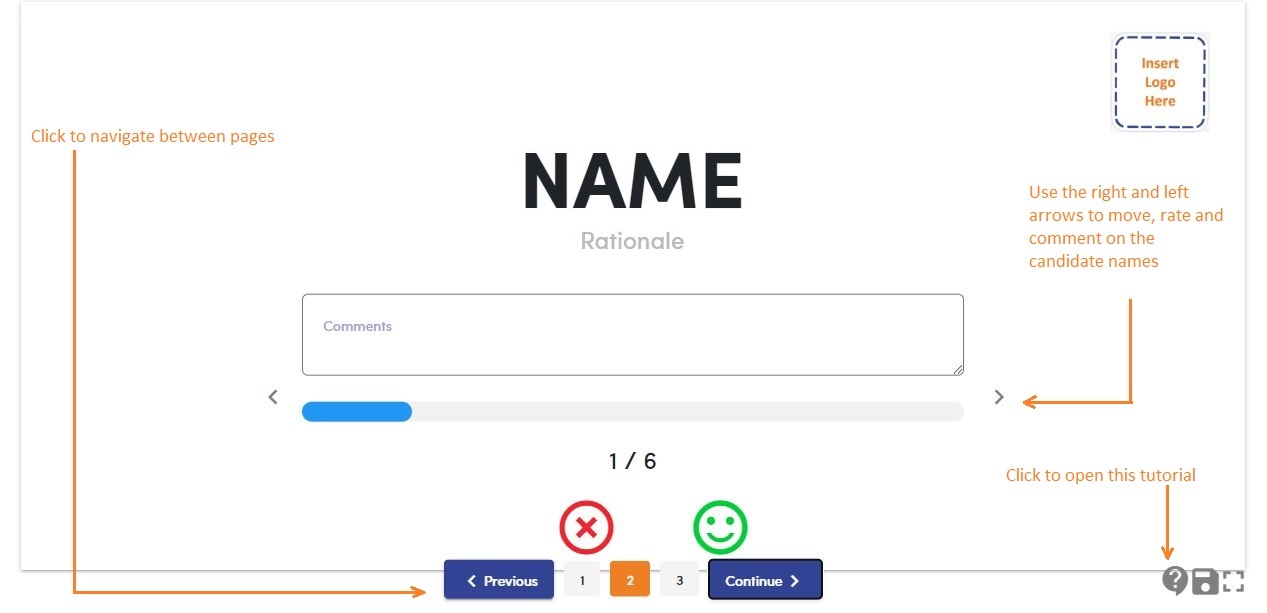 Insert
Logo
Here
Click to navigate between pages
NAME
Rationale
Use the right and left
arrows to move, rate and
comment on the
candidate names
Comments
1 / 6
Click to open this tutorial
Previous
1
2
3
Continue